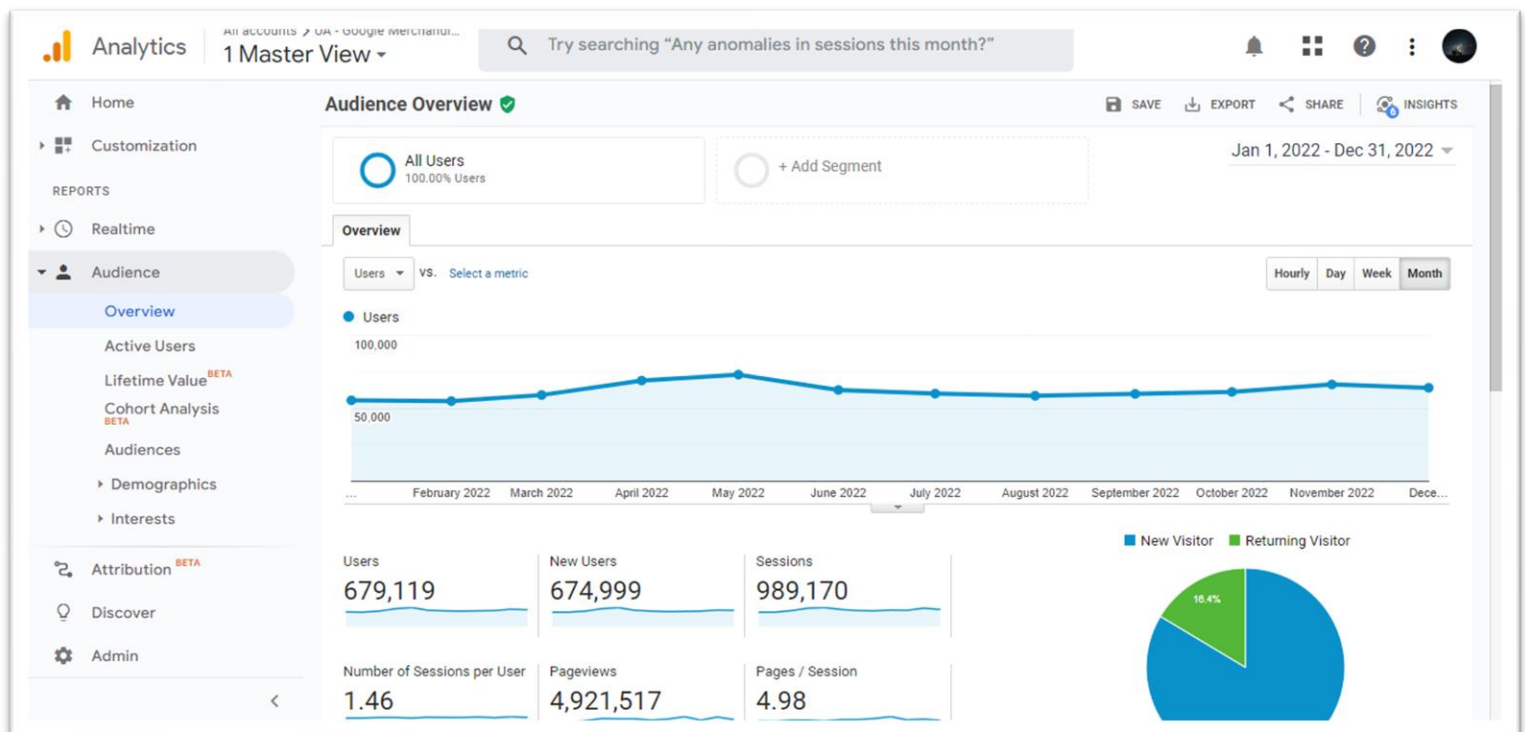 All accounts > UA - Google Merchandi...
Analytics
1 Master View
Try searching “Any anomalies in sessions this month?”
Home
Customization
REPORTS
Realtime
Audience
Overview
Active Users
Lifetime Value BETA
Cohort Analysis
BETA
Audiences
Demographics
Interests
Attribution BETA
Discover
Admin
Audience Overview
SAVE
EXPORT
SHARE
INSIGHTS
All Users
100.00% Users
+ Add Segment
Jan 1, 2022 - Dec 31, 2022
Overview
Users VS. Select a metric
Hourly Day Week Month
Users
100,000
50,000
... February 2022 March 2022 April 2022 May 2022 June 2022 July 2022 August 2022 September 2022 October 2022 November 2022 Dece...
New Visitor Returning Visitor
16.4%
Users
679,119
New Users
674,999
Sessions
989,170
Number of Sessions per User
1.46
Pageviews
4,921,517
Pages / Session
4.98